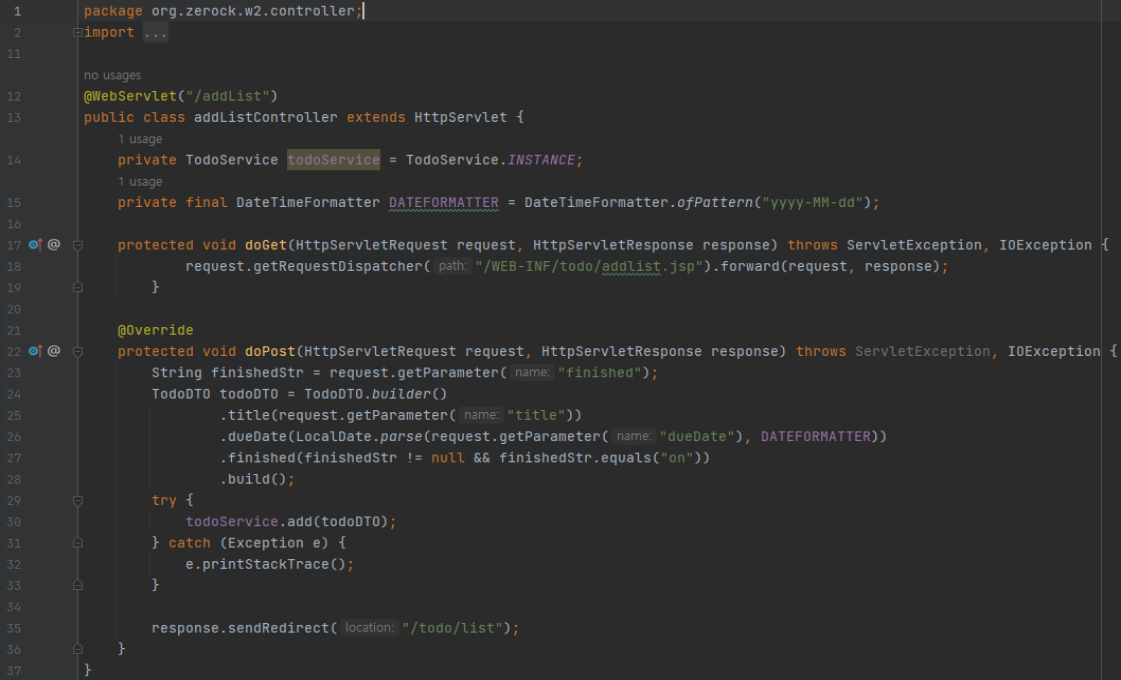 1 package org.zerock.w2.controller;
2 import ...
11
no usages
12 @WebServlet("/addList")
13 public class addListController extends HttpServlet {
1 usage
14 private TodoService todoService = TodoService.INSTANCE;
1 usage
15 private final DateTimeFormatter DATEFORMATTER = DateTimeFormatter.ofPattern("yyyy-MM-dd");
16
17 @ protected void doGet(HttpServletRequest request, HttpServletResponse response) throws ServletException, IOException {
18 request.getRequestDispatcher( path: "/WEB-INF/todo/addlist.jsp").forward(request, response);
19 }
20
21 @Override
22 @ protected void doPost(HttpServletRequest request, HttpServletResponse response) throws ServletException, IOException {
23 String finishedStr = request.getParameter( name: "finished");
24 TodoDTO todoDTO = TodoDTO.builder()
25 .title(request.getParameter( name: "title"))
26 .dueDate(LocalDate.parse(request.getParameter( name: "dueDate"), DATEFORMATTER))
27 .finished(finishedStr != null && finishedStr.equals("on"))
28 .build();
29 try {
30 todoService.add(todoDTO);
31 } catch (Exception e) {
32 e.printStackTrace();
33 }
34
35 response.sendRedirect( location: "/todo/list");
36 }
37 }